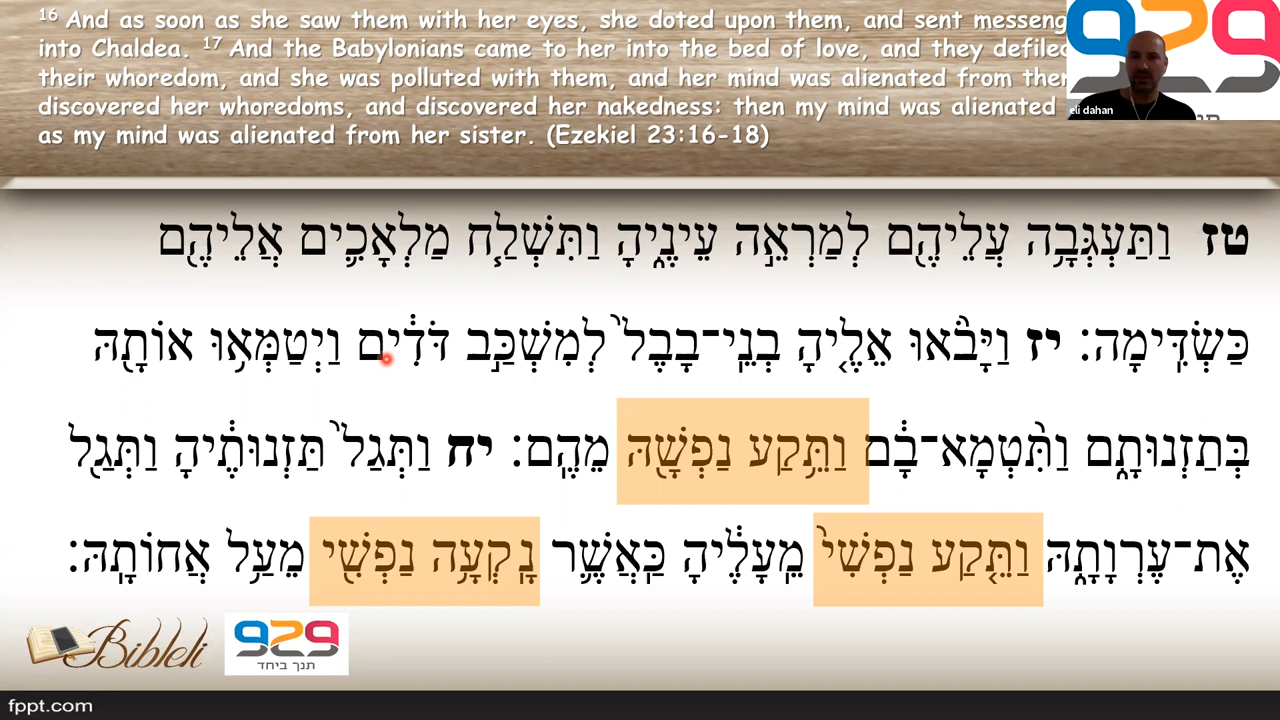 16 And as soon as she saw them with her eyes, she doted upon them, and sent messeng
into Chaldea. 17 And the Babylonians came to her into the bed of love, and they defiled
their whoredom, and she was polluted with them, and her mind was alienated from
discovered her whoredoms, and discovered her nakedness: then my mind was alienated
as my mind was alienated from her sister. (Ezekiel 23:16-18)
929
eli dahan
טז וַתַּעְגְּבָ֥ה עֲלֵיהֶ֖ם לְמַרְאֵ֣ה עֵינֶ֑יהָ וַתִּשְׁלַ֧ח מַלְאָכִ֛ים אֲלֵיהֶ֖ם
כַּשְׂדִּֽימָה׃ יז וַיָּבֹ֨אוּ אֵלֶ֤יהָ בְנֵֽי־בָבֶל֙ לְמִשְׁכַּ֣ב דֹּדִ֔ים וַיְטַמְּא֥וּ אוֹתָ֖הּ
בְּתַזְנוּתָ֑ם וַתִּ֨טְמָא־בָ֔ם וַתֵּ֥קַע נַפְשָׁ֖הּ מֵהֶֽם׃ יח וַתְּגַל֙ תַּזְנוּתֶ֔יהָ וַתְּגַ֖ל
אֶת־עֶרְוָתָ֑הּ וַתֵּ֤קַע נַפְשִׁי֙ מֵֽעָלֶ֔יהָ כַּאֲשֶׁ֛ר נָקְעָ֥ה נַפְשִׁ֖י מֵעַ֥ל אֲחוֹתָֽהּ׃
Bibleli
929
תנך ביחד
fppt.com